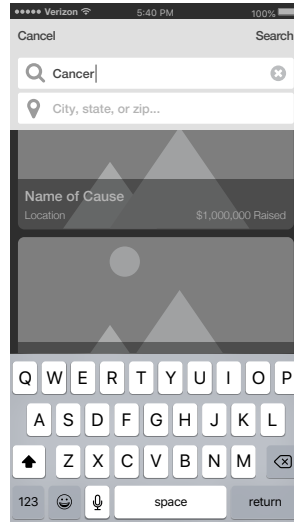 Verizon 5:40 PM 100%
Cancel Search
Cancer
City, state, or zip...
Name of Cause
Location $1,000,000 Raised
Q W E R T Y U I O P
A S D F G H J K L
Z X C V B N M
123 space return